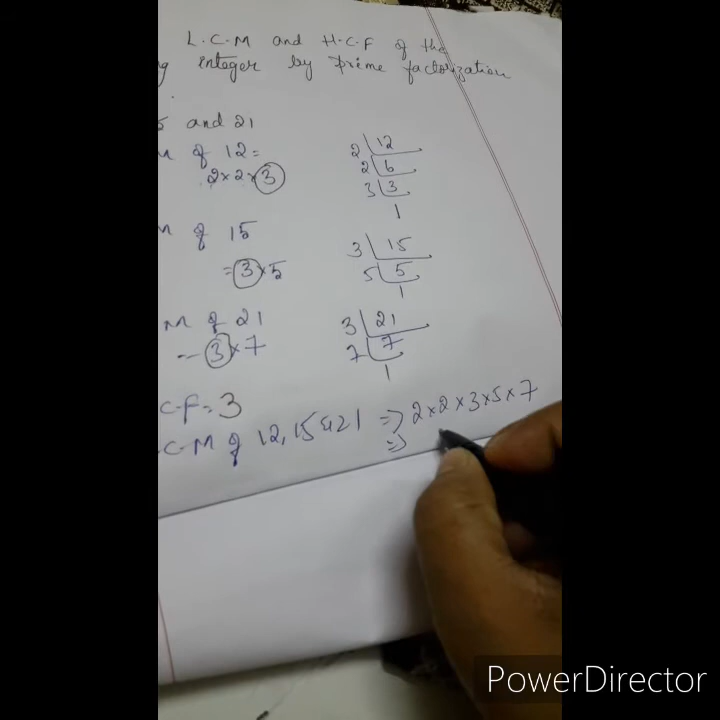 L.C.M and H.C.F of the
integer by prime factorization
and 21
of 12 =
2×2×3
2 12
2 6
3 3
1
of 15
=3×5
3 15
5 5
1
M of 21
=3×7
3 21
7 7
1
C.F=3
C.M of 12, 15 & 21 => 2×2×3×5×7
=>
PowerDirector